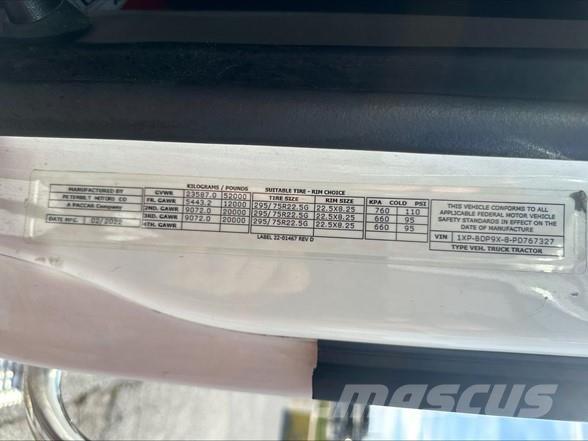 MANUFACTURED BY
PETERBILT MOTORS CO
A PACCAR Company
DATE MFG. 02/2022
KILOGRAMS / POUNDS SUITABLE TIRE - RIM CHOICE
GVWR 23587.0 52000 TIRE SIZE RIM SIZE KPA COLD PSI
FR. GAWR 5443.2 12000 295/75R22.5G 22.5X8.25 760 110
2ND. GAWR 9072.0 20000 295/75R22.5G 22.5X8.25 660 95
3RD. GAWR 9072.0 20000 295/75R22.5G 22.5X8.25 660 95
4TH. GAWR
LABEL 22-01467 REV D
THIS VEHICLE CONFORMS TO ALL
APPLICABLE FEDERAL MOTOR VEHICLE
SAFETY STANDARDS IN EFFECT ON THE
DATE OF MANUFACTURE
VIN 1XP-BDP9X-8-PD767327
TYPE VEH. TRUCK TRACTOR
MASCUS